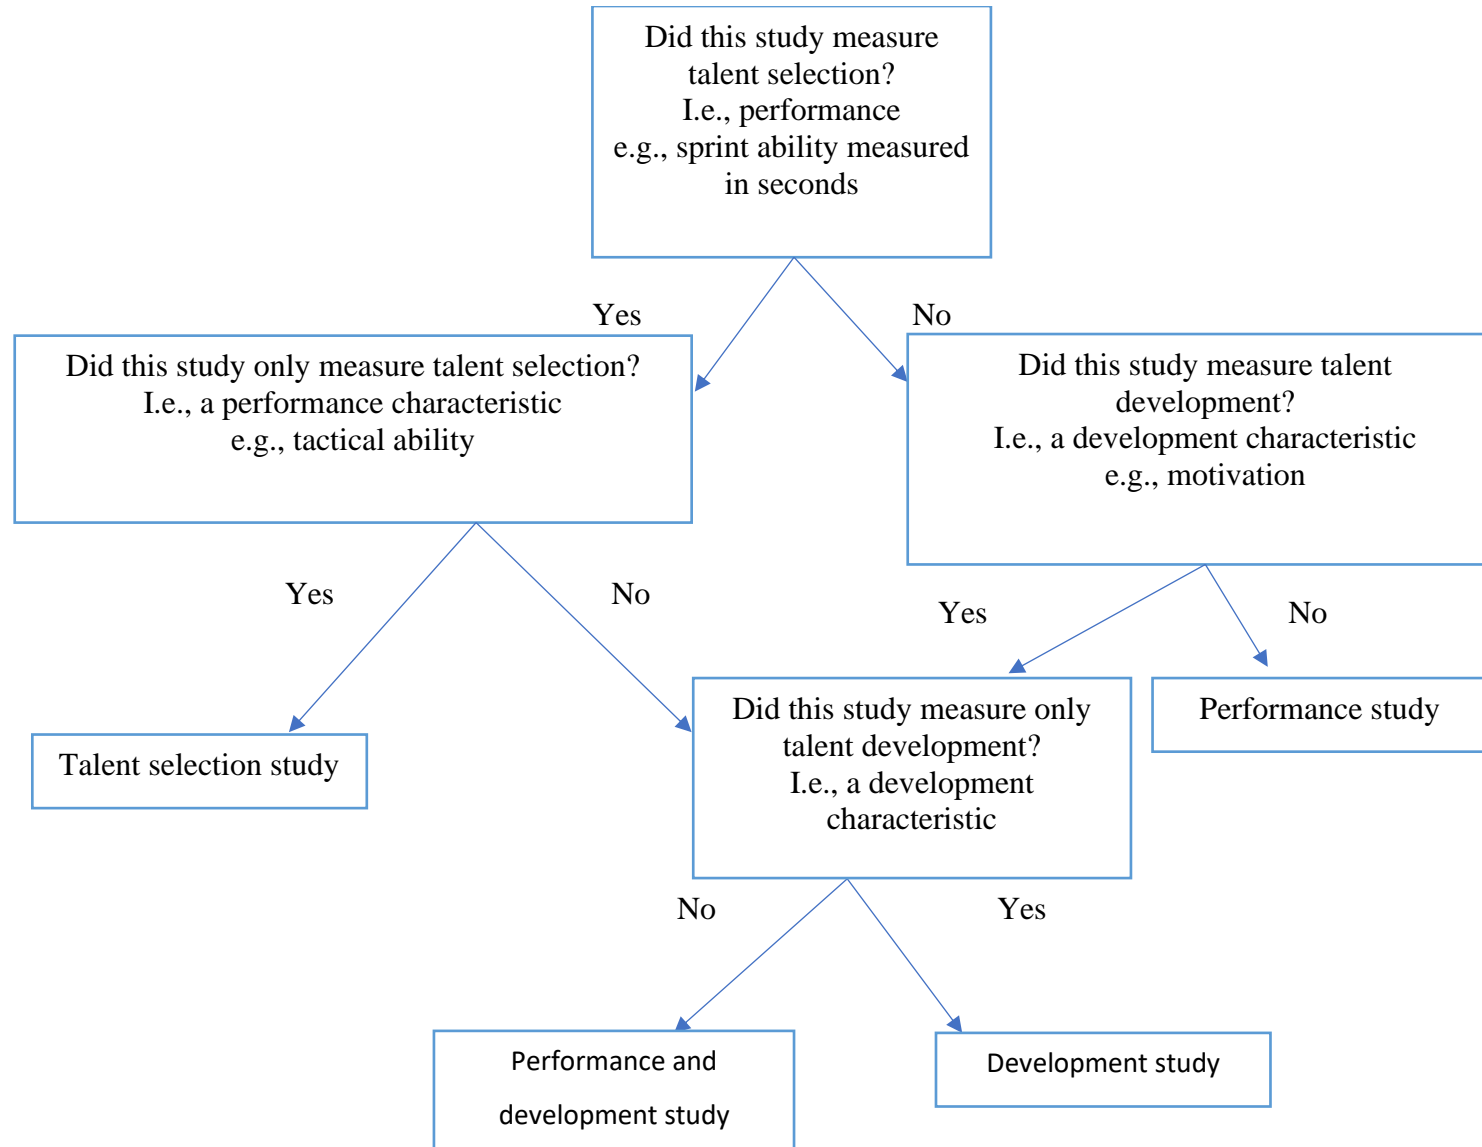 Did this study measure
talent selection?
I.e., performance
e.g., sprint ability measured
in seconds
Yes
No
Did this study only measure talent selection?
I.e., a performance characteristic
e.g., tactical ability
Did this study measure talent
development?
I.e., a development characteristic
e.g., motivation
Yes
No
Yes
No
Talent selection study
Did this study measure only
talent development?
I.e., a development
characteristic
Performance study
No
Yes
Performance and
development study
Development study